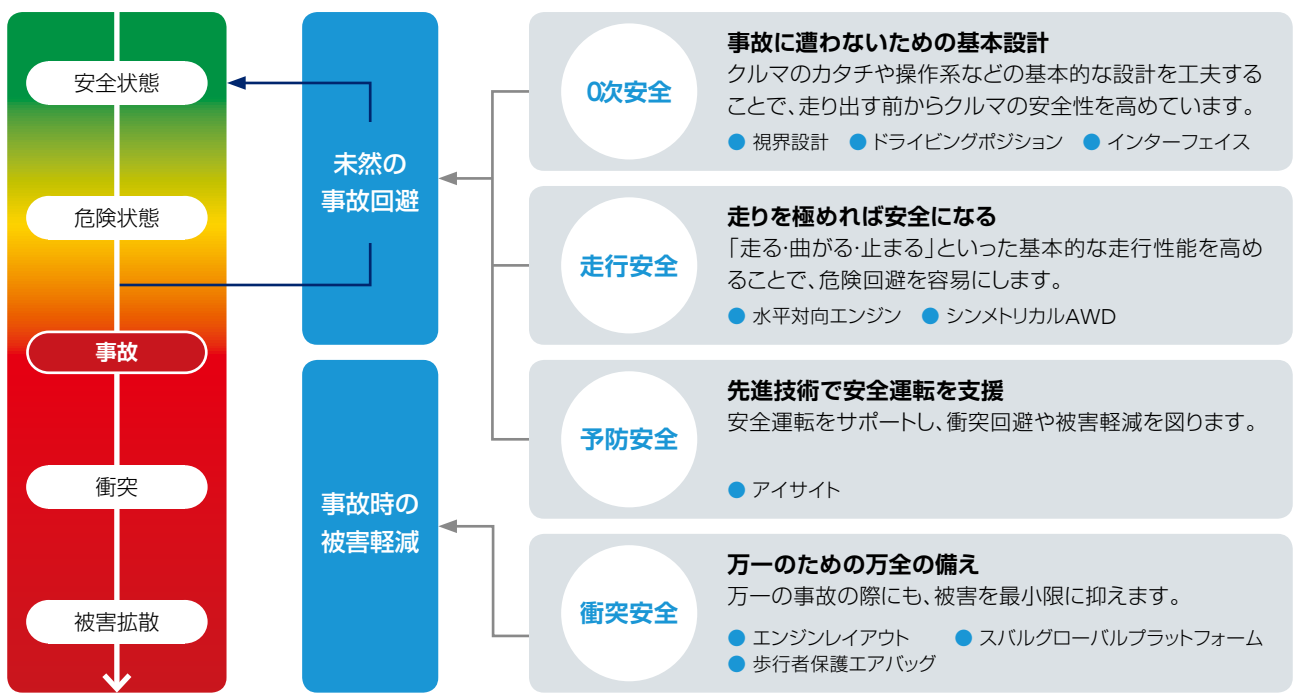 安全状態
危険状態
事故
衝突
被害拡散
未然の
事故回避
事故時の
被害軽減
0次安全
事故に遭わないための基本設計
クルマのカタチや操作系などの基本的な設計を工夫する
ことで、走り出す前からクルマの安全性を高めています。
● 視界設計 ● ドライビングポジション ● インターフェイス
走行安全
走りを極めれば安全になる
「走る・曲がる・止まる」といった基本的な走行性能を高め
ることで、危険回避を容易にします。
● 水平対向エンジン ● シンメトリカルAWD
予防安全
先進技術で安全運転を支援
安全運転をサポートし、衝突回避や被害軽減を図ります。
● アイサイト
衝突安全
万一のための万全の備え
万一の事故の際にも、被害を最小限に抑えます。
● エンジンレイアウト ● スバルグローバルプラットフォーム
● 歩行者保護エアバッグ